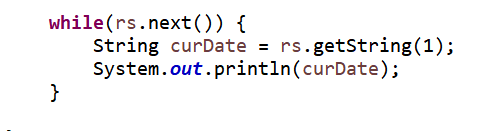 while(rs.next()) {
    String curDate = rs.getString(1);
    System.out.println(curDate);
}